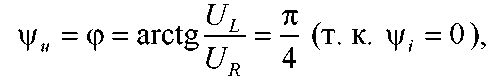 ψ_u = φ = arctg U_L/U_R = π/4 (т. к. ψ_i = 0),